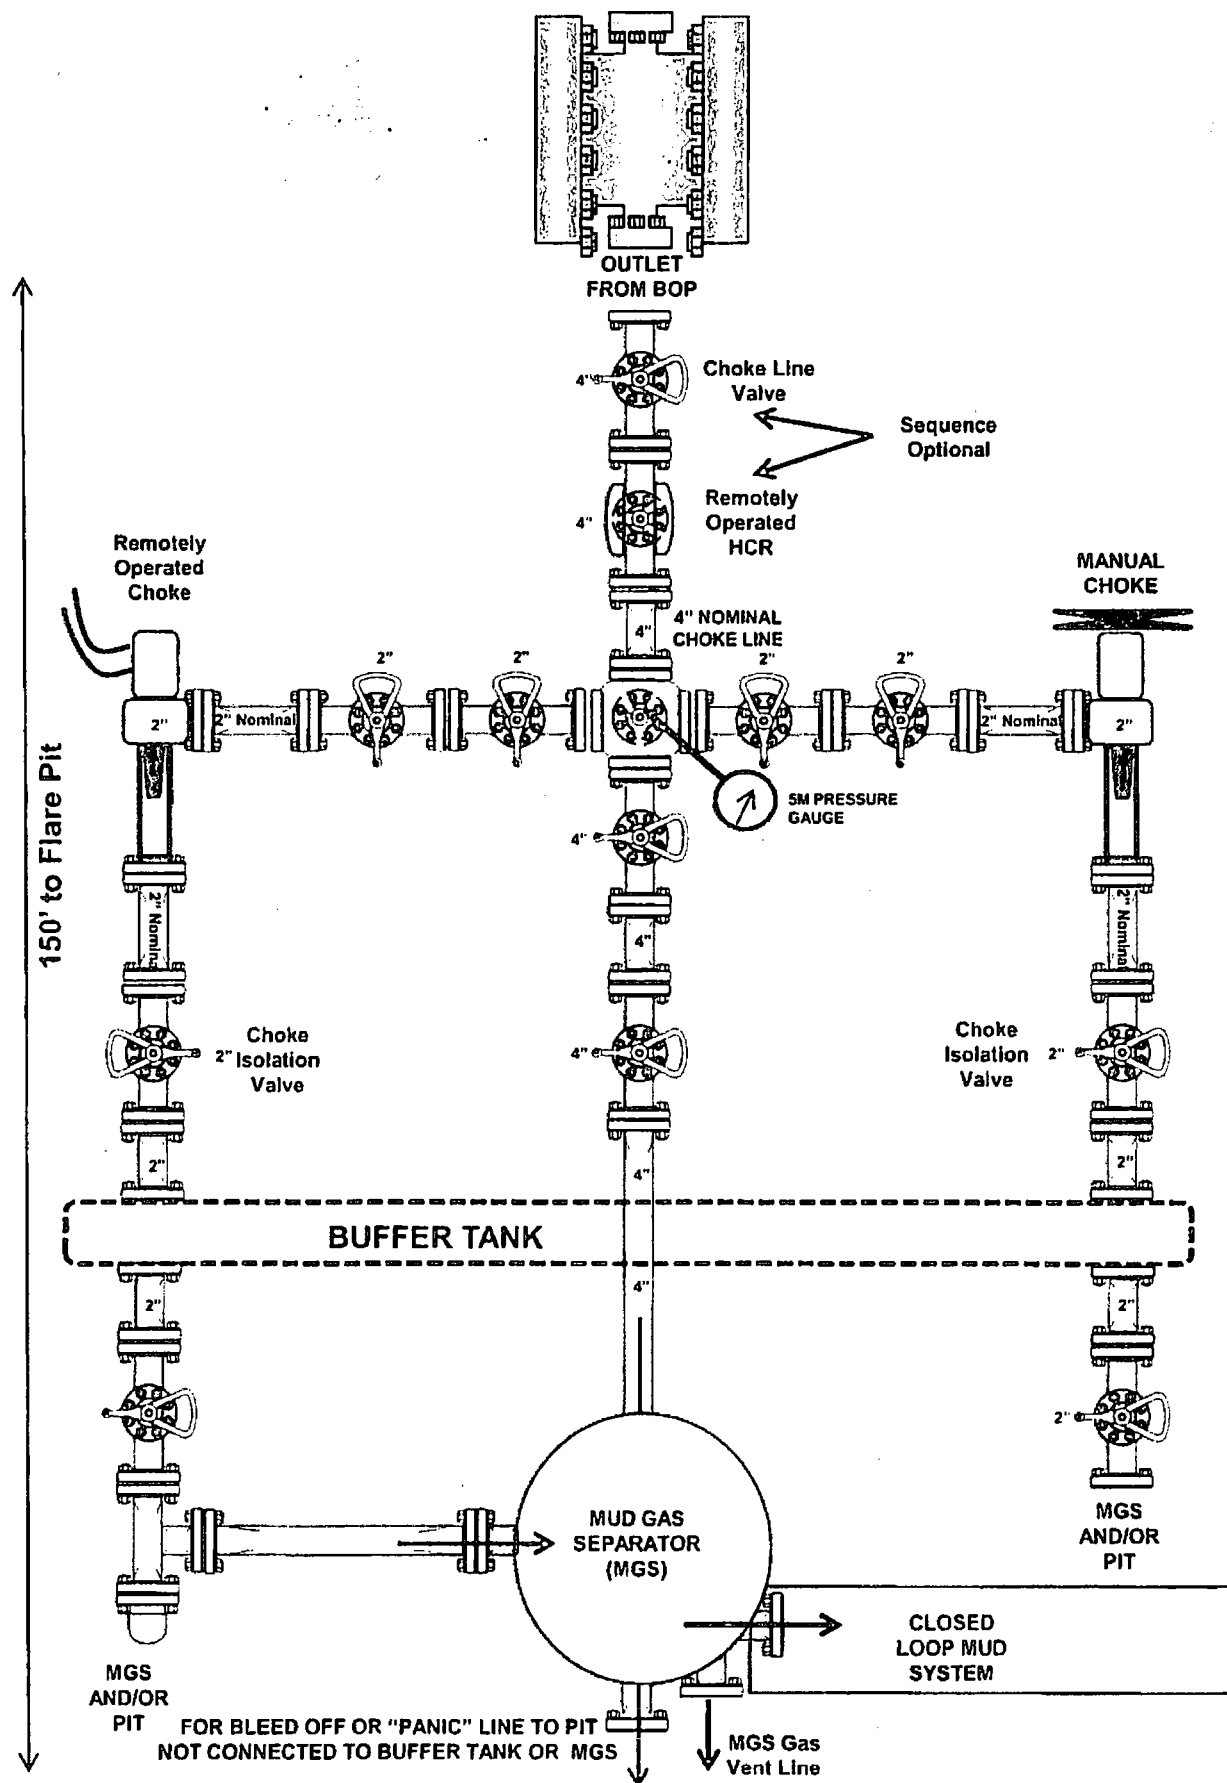 OUTLET
FROM BOP
4"
Choke Line
Valve
Sequence
Optional
4"
Remotely
Operated
HCR
Remotely
Operated
Choke
MANUAL
CHOKE
4"
4" NOMINAL
CHOKE LINE
2"
2"
2"
2"
2"
2" Nominal
2" Nominal
2"
5M PRESSURE
GAUGE
4"
150' to Flare Pit
2" Nominal
4"
2" Nominal
2"
Choke
Isolation
Valve
4"
Choke
Isolation
Valve
2"
2"
4"
2"
BUFFER TANK
2"
4"
2"
2"
MUD GAS
SEPARATOR
(MGS)
MGS
AND/OR
PIT
CLOSED
LOOP MUD
SYSTEM
MGS
AND/OR
PIT
FOR BLEED OFF OR "PANIC" LINE TO PIT
NOT CONNECTED TO BUFFER TANK OR MGS
MGS Gas
Vent Line